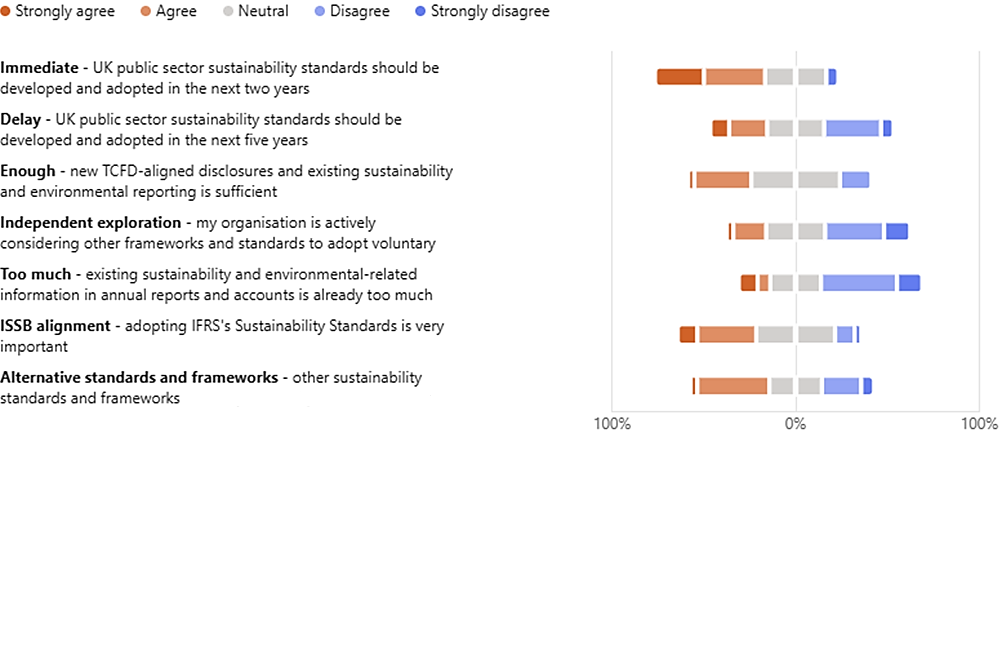 Strongly agree Agree Neutral Disagree Strongly disagree
Immediate - UK public sector sustainability standards should be
developed and adopted in the next two years
Delay - UK public sector sustainability standards should be
developed and adopted in the next five years
Enough - new TCFD-aligned disclosures and existing sustainability
and environmental reporting is sufficient
Independent exploration - my organisation is actively
considering other frameworks and standards to adopt voluntary
Too much - existing sustainability and environmental-related
information in annual reports and accounts is already too much
ISSB alignment - adopting IFRS's Sustainability Standards is very
important
Alternative standards and frameworks - other sustainability
standards and frameworks
100% 0% 100%